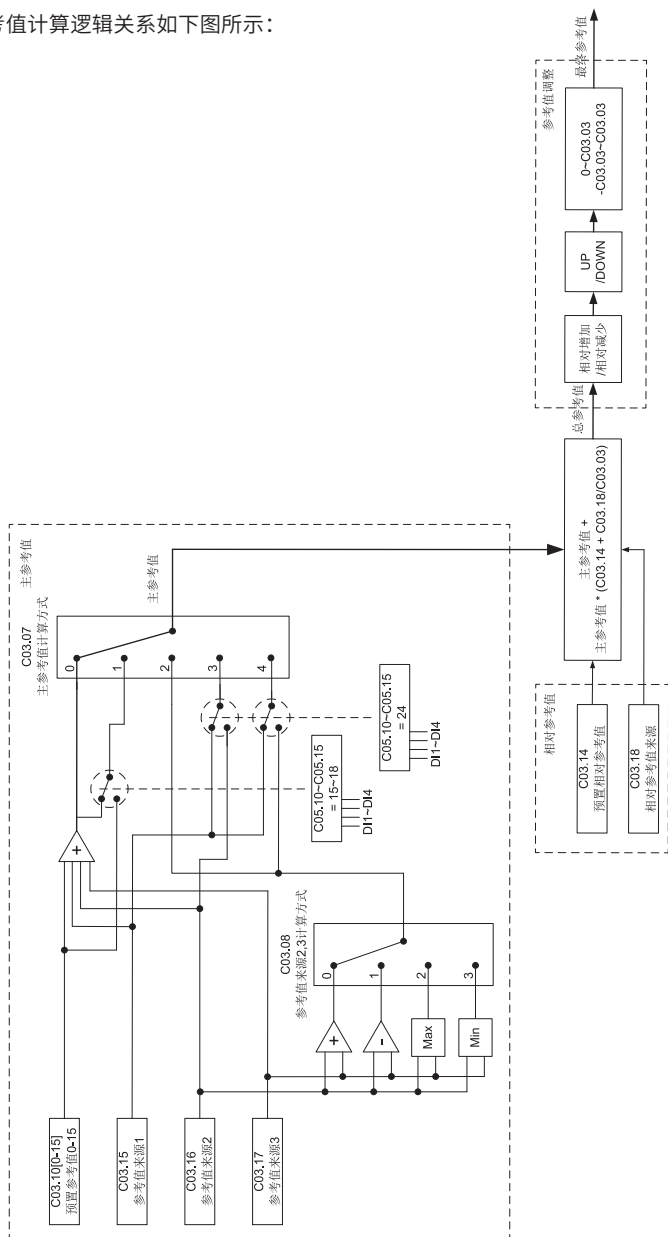 考值计算逻辑关系如下图所示：
主参考值
C03.10[0-15]
预置参考值0-15
C03.15
参考值来源1
C03.16
参考值来源2
C03.17
参考值来源3
+
C03.08
参考值来源2,3计算方式
0
1
2
3
+
-
Max
Min
C05.10~C05.15
= 15~18
DI1~DI4
C05.10~C05.15
= 24
DI1~DI4
C03.07
主参考值计算方式
0
1
2
3
4
主参考值
相对参考值
C03.14
预置相对参考值
C03.18
相对参考值来源
主参考值 +
主参考值 * (C03.14 + C03.18/C03.03)
总参考值
参考值调整
相对增加
/相对减少
UP
/DOWN
0~C03.03
-C03.03~C03.03
最终参考值